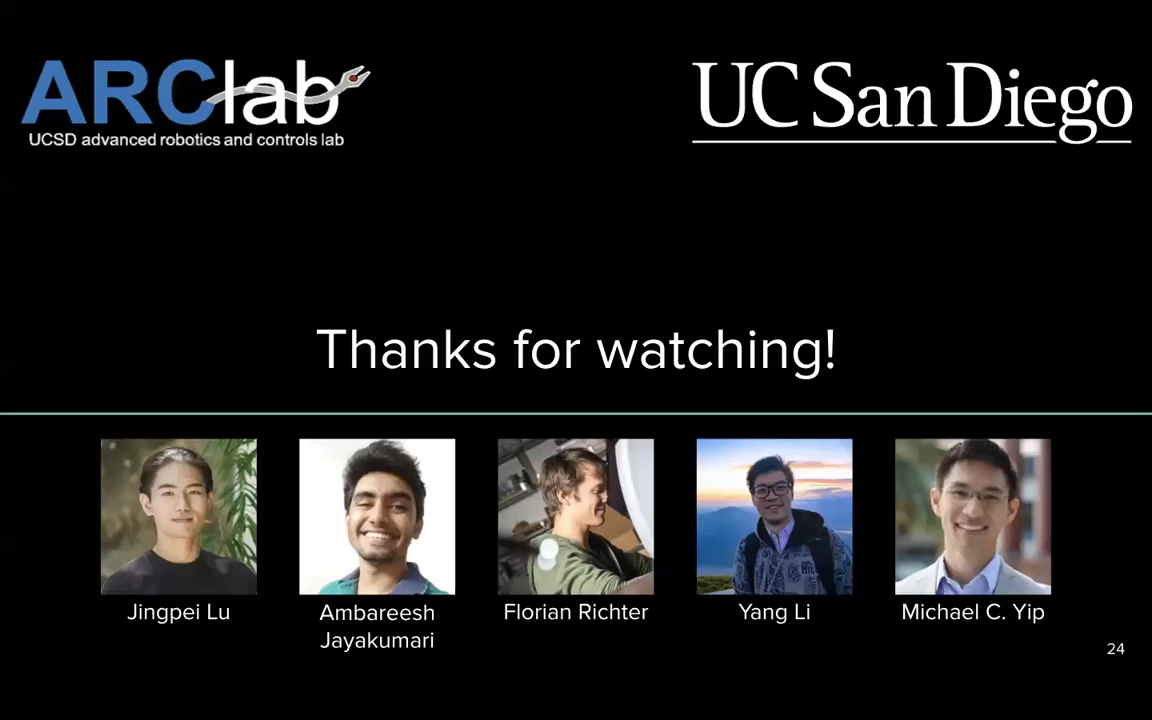 ARClab
UCSD advanced robotics and controls lab
UC San Diego
Thanks for watching!
Jingpei Lu
Ambareesh
Jayakumari
Florian Richter
Yang Li
Michael C. Yip
24